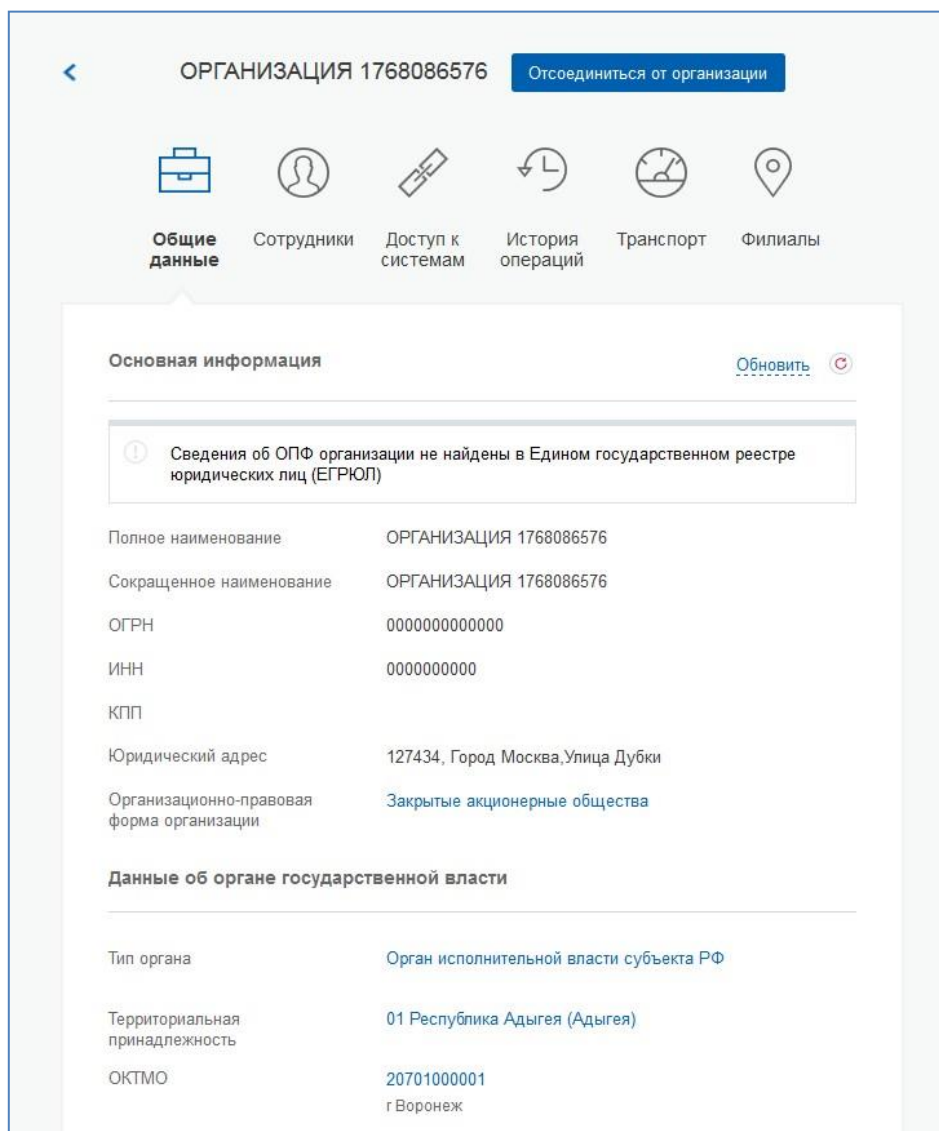 ОРГАНИЗАЦИЯ 1768086576
Отсоединиться от организации
Общие данные
Сотрудники
Доступ к системам
История операций
Транспорт
Филиалы
Основная информация
Обновить
Сведения об ОПФ организации не найдены в Едином государственном реестре
юридических лиц (ЕГРЮЛ)
Полное наименование ОРГАНИЗАЦИЯ 1768086576
Сокращенное наименование ОРГАНИЗАЦИЯ 1768086576
ОГРН 0000000000000
ИНН 0000000000
КПП
Юридический адрес 127434, Город Москва,Улица Дубки
Организационно-правовая
форма организации
Закрытые акционерные общества
Данные об органе государственной власти
Тип органа Орган исполнительной власти субъекта РФ
Территориальная
принадлежность
01 Республика Адыгея (Адыгея)
ОКТМО 20701000001
г Воронеж